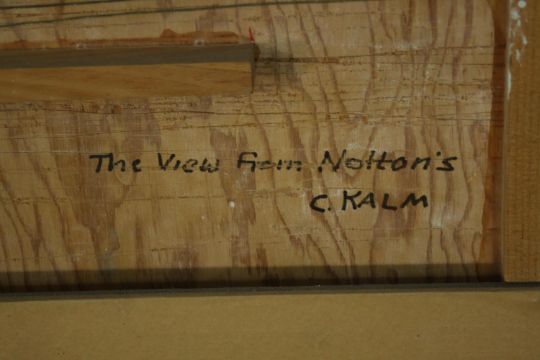 The View From Nolton's
C. KALM